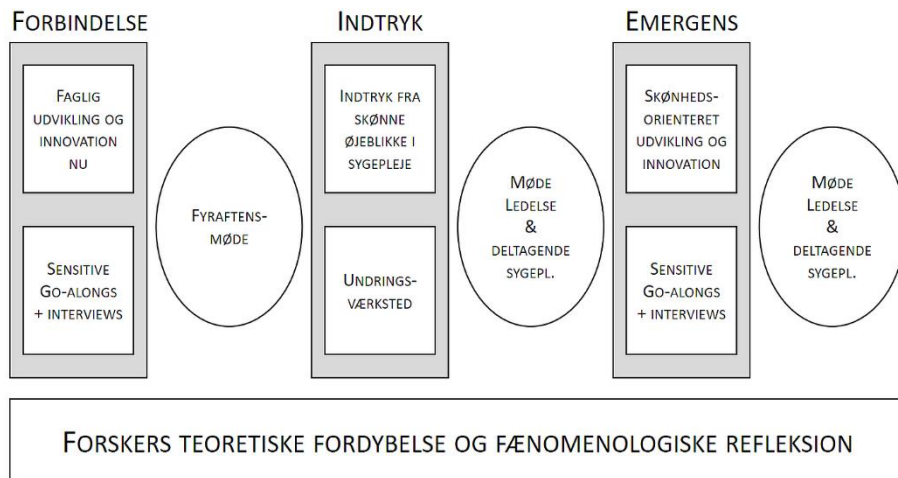 FORBINDELSE
FAGLIG
UDVIKLING OG
INNOVATION
NU
SENSITIVE
GO-ALONGS
+ INTERVIEWS
FYRAFTENS-
MØDE
INDTRYK
INDTRYK FRA
SKØNNE
ØJEBLIKKE I
SYGEPLEJE
UNDRINGS-
VÆRKSTED
MØDE
LEDELSE
&
DELTAGENDE
SYGEPL.
EMERGENS
SKØNHEDS-
ORIENTERET
UDVIKLING OG
INNOVATION
SENSITIVE
GO-ALONGS
+ INTERVIEWS
MØDE
LEDELSE
&
DELTAGENDE
SYGEPL.
FORSKERS TEORETISKE FORDYBELSE OG FÆNOMENOLOGISKE REFLEKSION